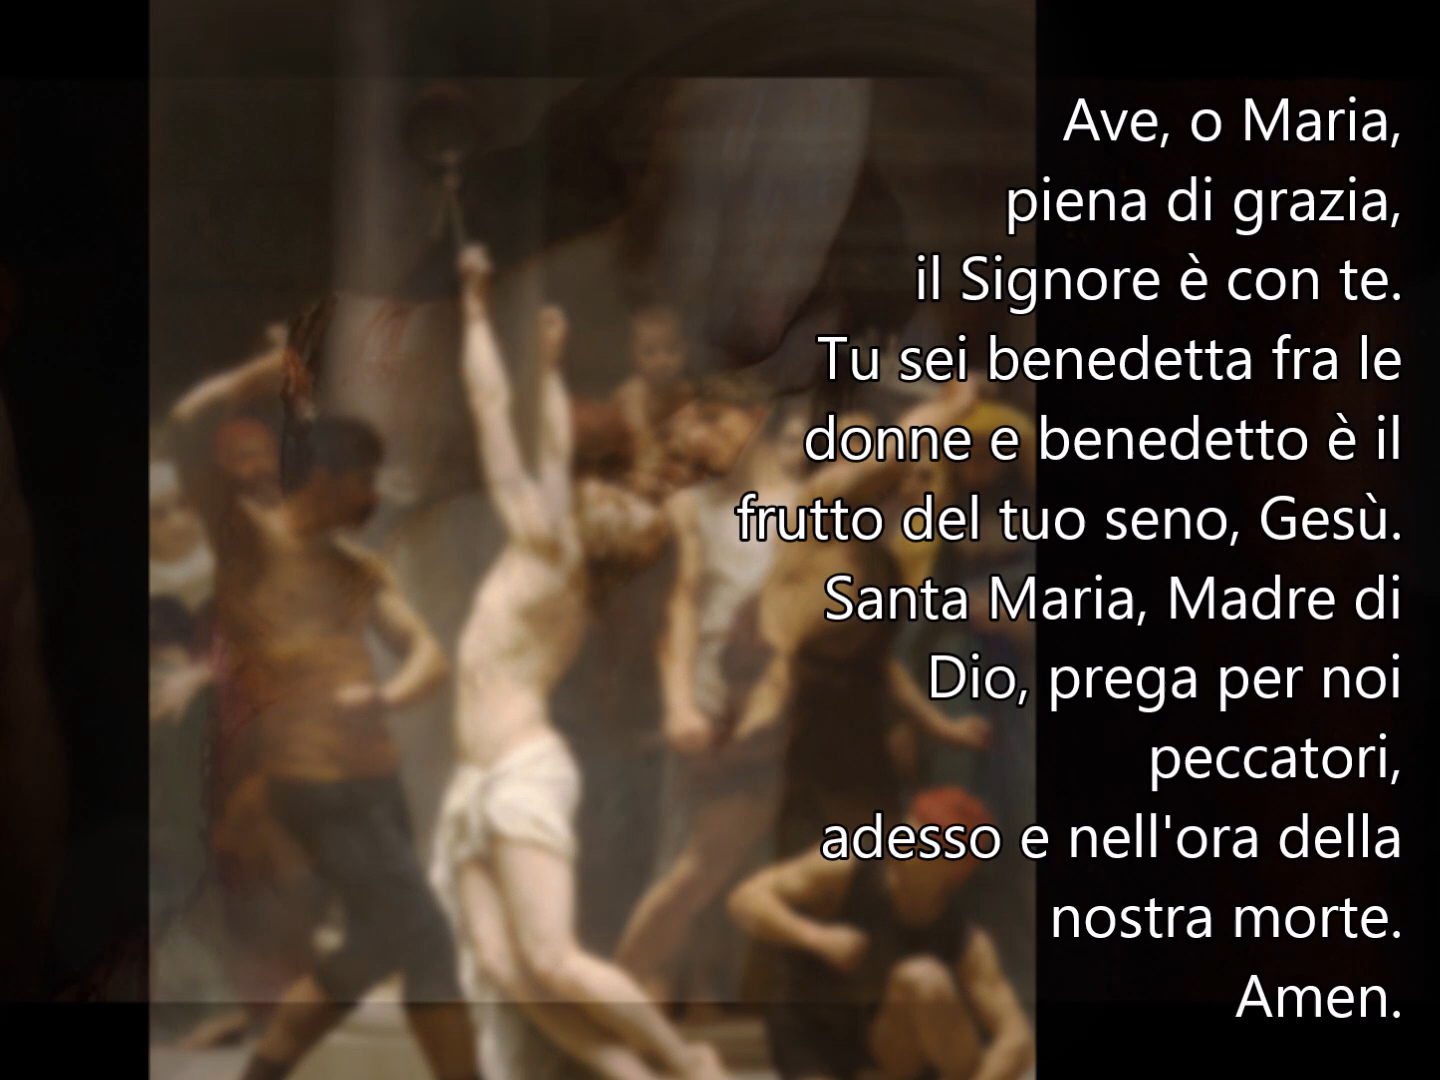 Ave, o Maria,
piena di grazia,
il Signore è con te.
Tu sei benedetta fra le
donne e benedetto è il
frutto del tuo seno, Gesù.
Santa Maria, Madre di
Dio, prega per noi
peccatori,
adesso e nell'ora della
nostra morte.
Amen.